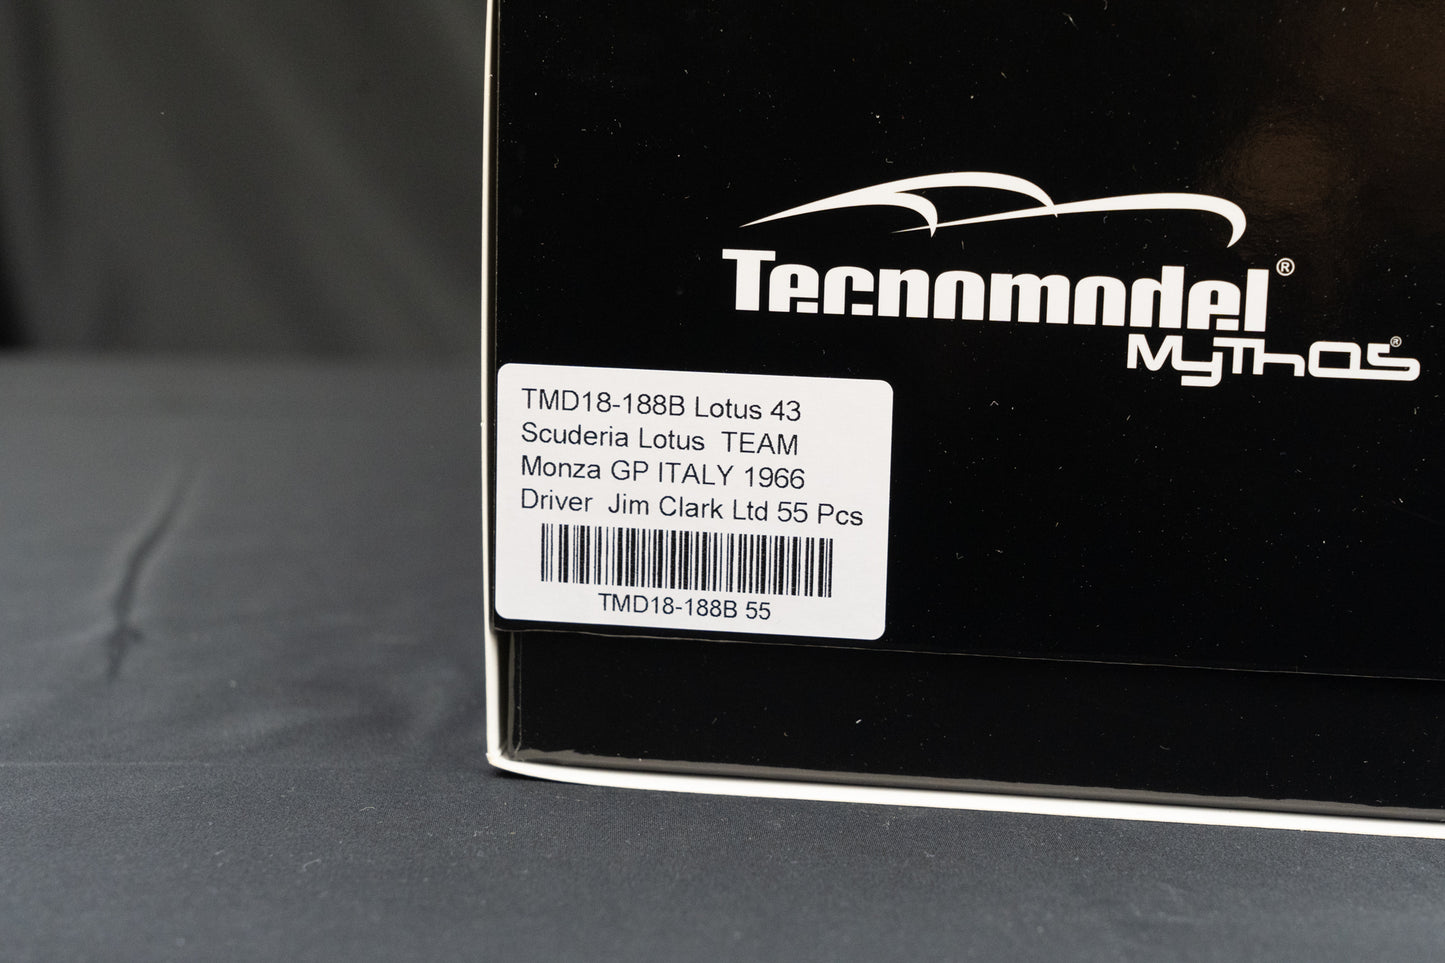 Tecnomodel®
MyThos®
TMD18-188B Lotus 43
Scuderia Lotus  TEAM
Monza GP ITALY 1966
Driver  Jim Clark Ltd 55 Pcs
TMD18-188B 55